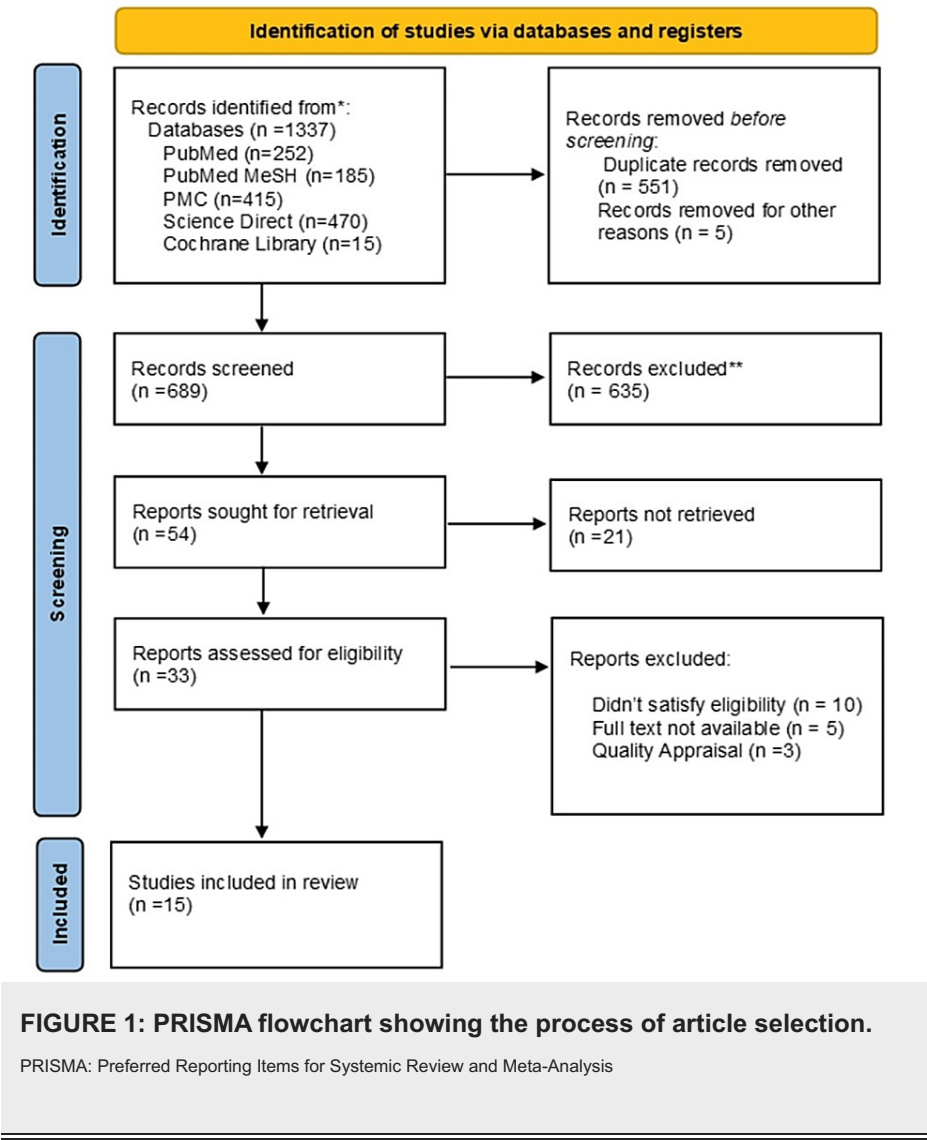 Identification of studies via databases and registers
Identification
Records identified from*:
Databases (n =1337)
PubMed (n=252)
PubMed MeSH (n=185)
PMC (n=415)
Science Direct (n=470)
Cochrane Library (n=15)
Records removed before
screening:
Duplicate records removed
(n = 551)
Records removed for other
reasons (n = 5)
Screening
Records screened
(n =689)
Records excluded**
(n = 635)
Reports sought for retrieval
(n =54)
Reports not retrieved
(n =21)
Reports assessed for eligibility
(n =33)
Reports excluded:
Didn't satisfy eligibility (n = 10)
Full text not available (n = 5)
Quality Appraisal (n =3)
Included
Studies included in review
(n =15)
FIGURE 1: PRISMA flowchart showing the process of article selection.
PRISMA: Preferred Reporting Items for Systemic Review and Meta-Analysis